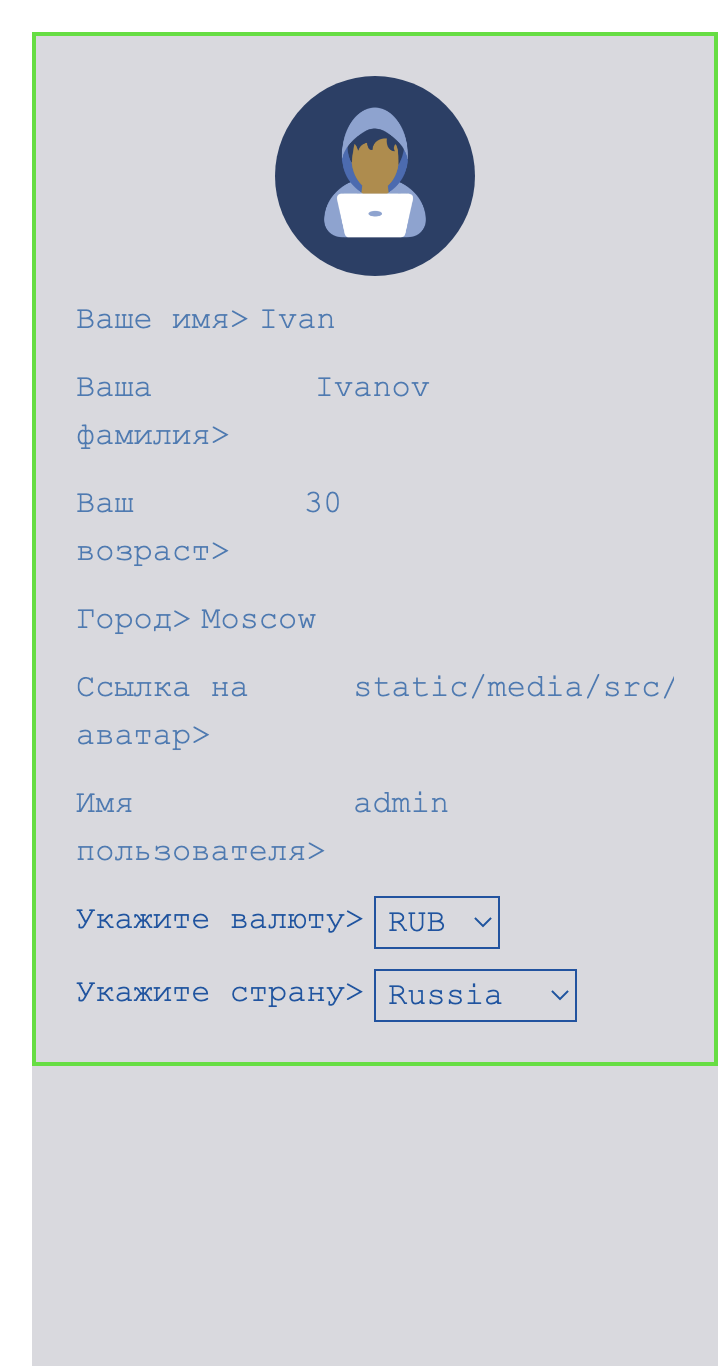 Ваше имя> Ivan
Ваша Ivanov
фамилия>
Ваш 30
возраст>
Город> Moscow
Ссылка на static/media/src/
аватар>
Имя admin
пользователя>
Укажите валюту> RUB
Укажите страну> Russia